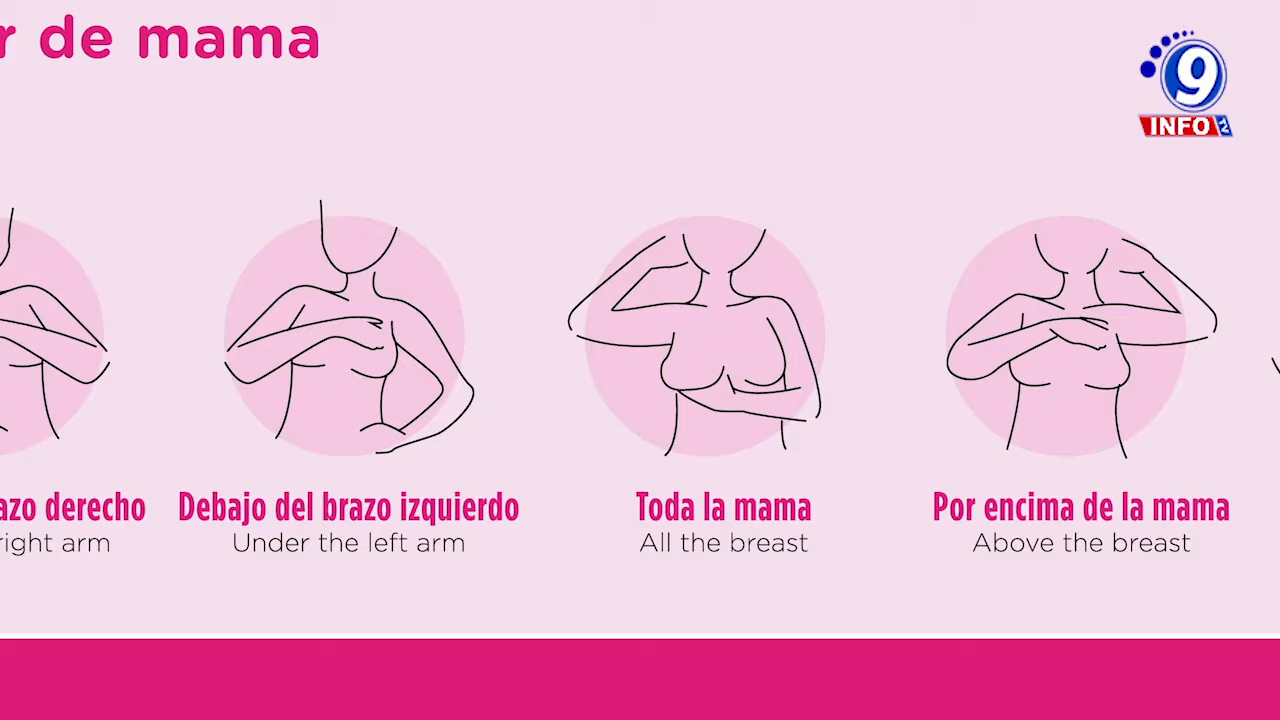 r de mama
9
INFO TV
azo derecho
right arm
Debajo del brazo izquierdo
Under the left arm
Toda la mama
All the breast
Por encima de la mama
Above the breast